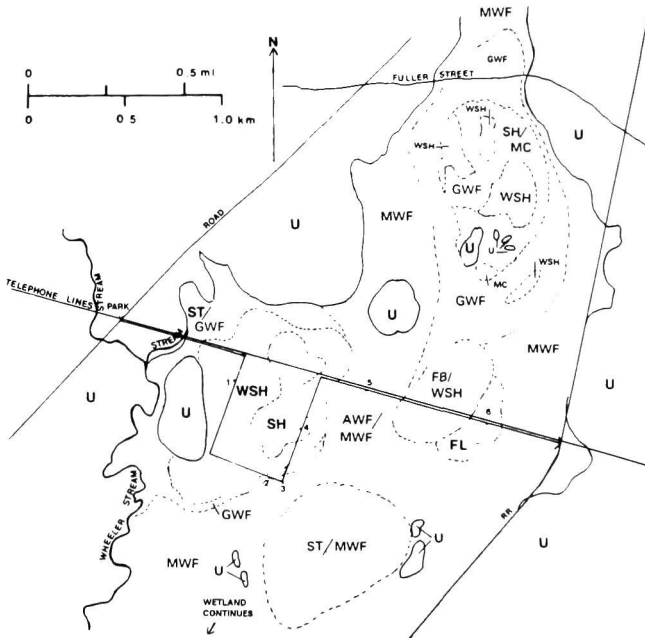 MWF
N
0 0.5 mi
GWF
FULLER STREET
0 0.5 1.0 km
WSH
SH/
MC
U
WSH
GWF
WSH
MWF
ROAD
U
U
U
WSH
MC
GWF
TELEPHONE LINES
STREAM
PARK
ST/
GWF
U
STREAM
MWF
U
FB/
WSH
U
1
WSH
5
6
U
SH
4
AWF/
MWF
FL
2
3
RR
WHEELER STREAM
GWF
ST/MWF
U
U
MWF
U
WETLAND
CONTINUES